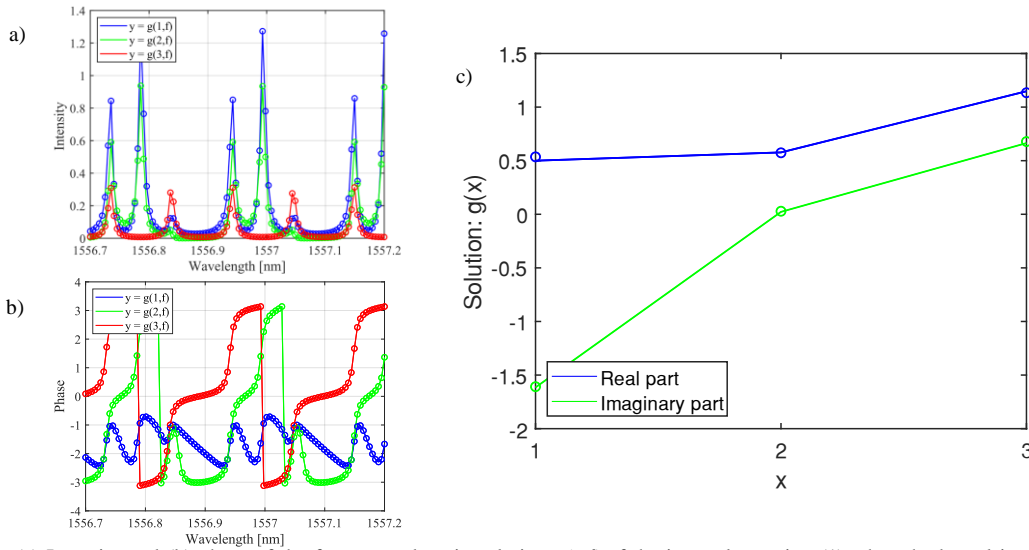 a)
1.4
1.2
1
0.8
0.6
0.4
0.2
0
Intensity
y = g(1,f)
y = g(2,f)
y = g(3,f)
1556.7 1556.8 1556.9 1557 1557.1 1557.2
Wavelength [nm]
b)
4
3
2
1
0
-1
-2
-3
-4
Phase
y = g(1,f)
y = g(2,f)
y = g(3,f)
1556.7 1556.8 1556.9 1557 1557.1 1557.2
Wavelength [nm]
c)
1.5
1
0.5
0
-0.5
-1
-1.5
-2
Solution: g(x)
Real part
Imaginary part
1 2 3
x